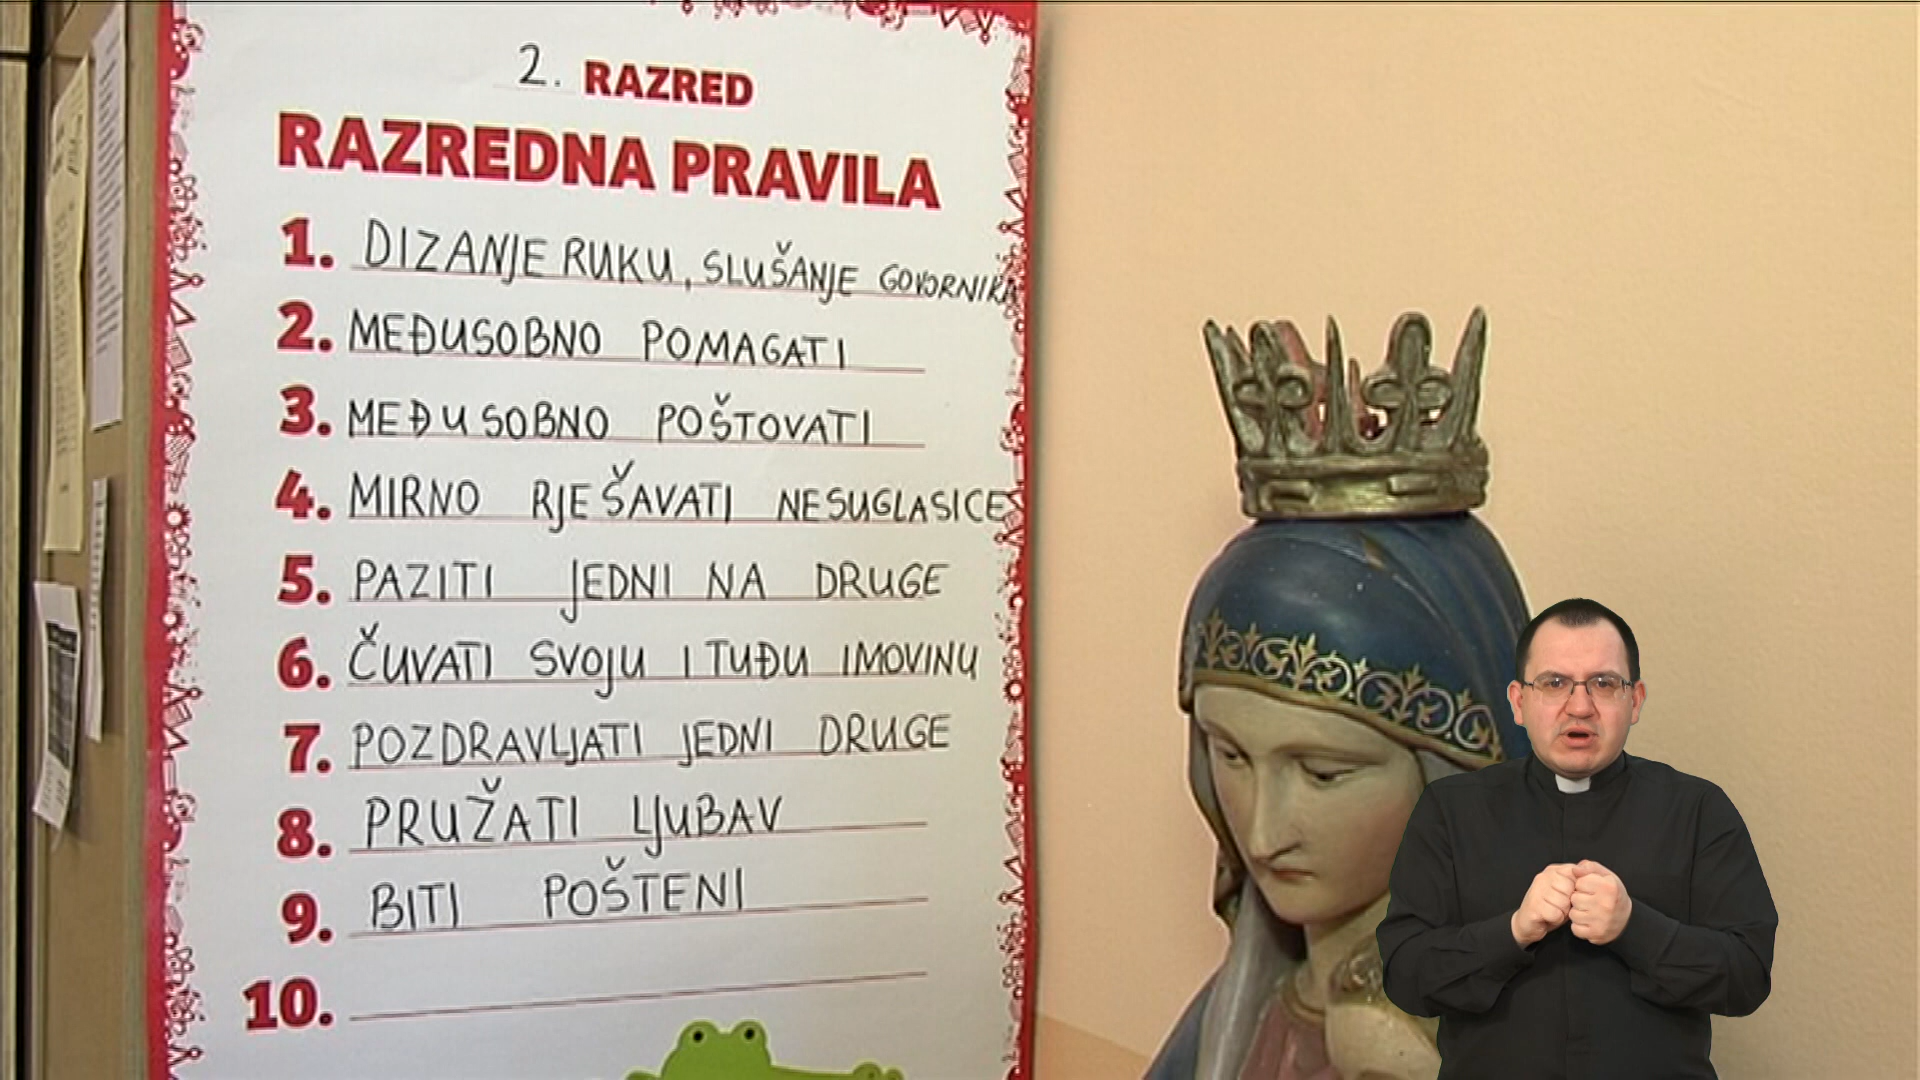 2. RAZRED
RAZREDNA PRAVILA
1. DIZANJE RUKU, SLUŠANJE GOVORNIKA
2. MEĐUSOBNO POMAGATI
3. MEĐUSOBNO POŠTOVATI
4. MIRNO RJEŠAVATI NESUGLASICE
5. PAZITI JEDNI NA DRUGE
6. ČUVATI SVOJU I TUĐU IMOVINU
7. POZDRAVLJATI JEDNI DRUGE
8. PRUŽATI LJUBAV
9. BITI POŠTENI
10.